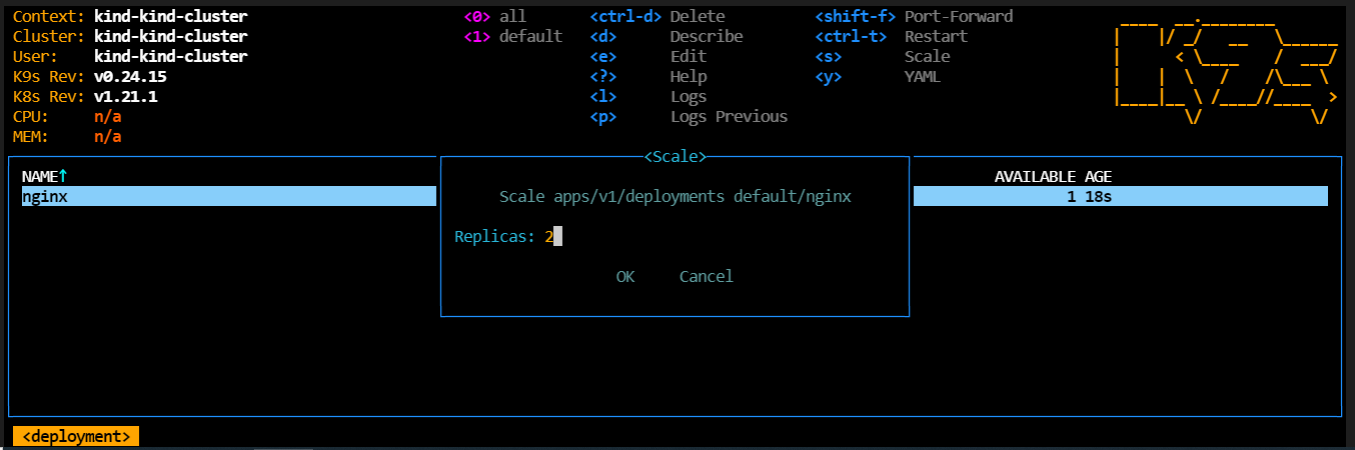 Context: kind-kind-cluster <0> all <ctrl-d> Delete <shift-f> Port-Forward
Cluster: kind-kind-cluster <1> default <d> Describe <ctrl-t> Restart
User: kind-kind-cluster <e> Edit <s> Scale
K9s Rev: v0.24.15 <?> Help <y> YAML
K8s Rev: v1.21.1 <l> Logs
CPU: n/a <p> Logs Previous
MEM: n/a
K9s
<Scale>
NAME↑ AVAILABLE AGE
nginx 1 18s
Scale apps/v1/deployments default/nginx
Replicas: 2
OK Cancel
<deployment>